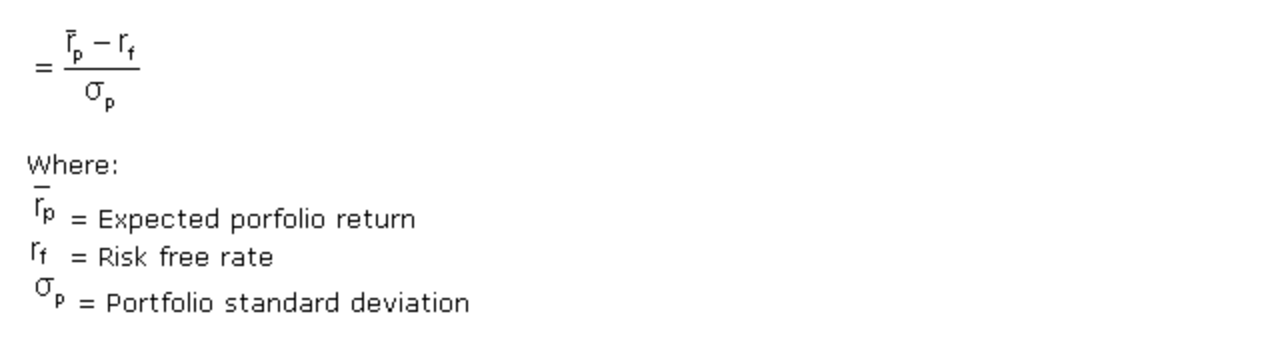 = (r̄p − rf) / σp
Where:
r̄p = Expected porfolio return
rf = Risk free rate
σp = Portfolio standard deviation